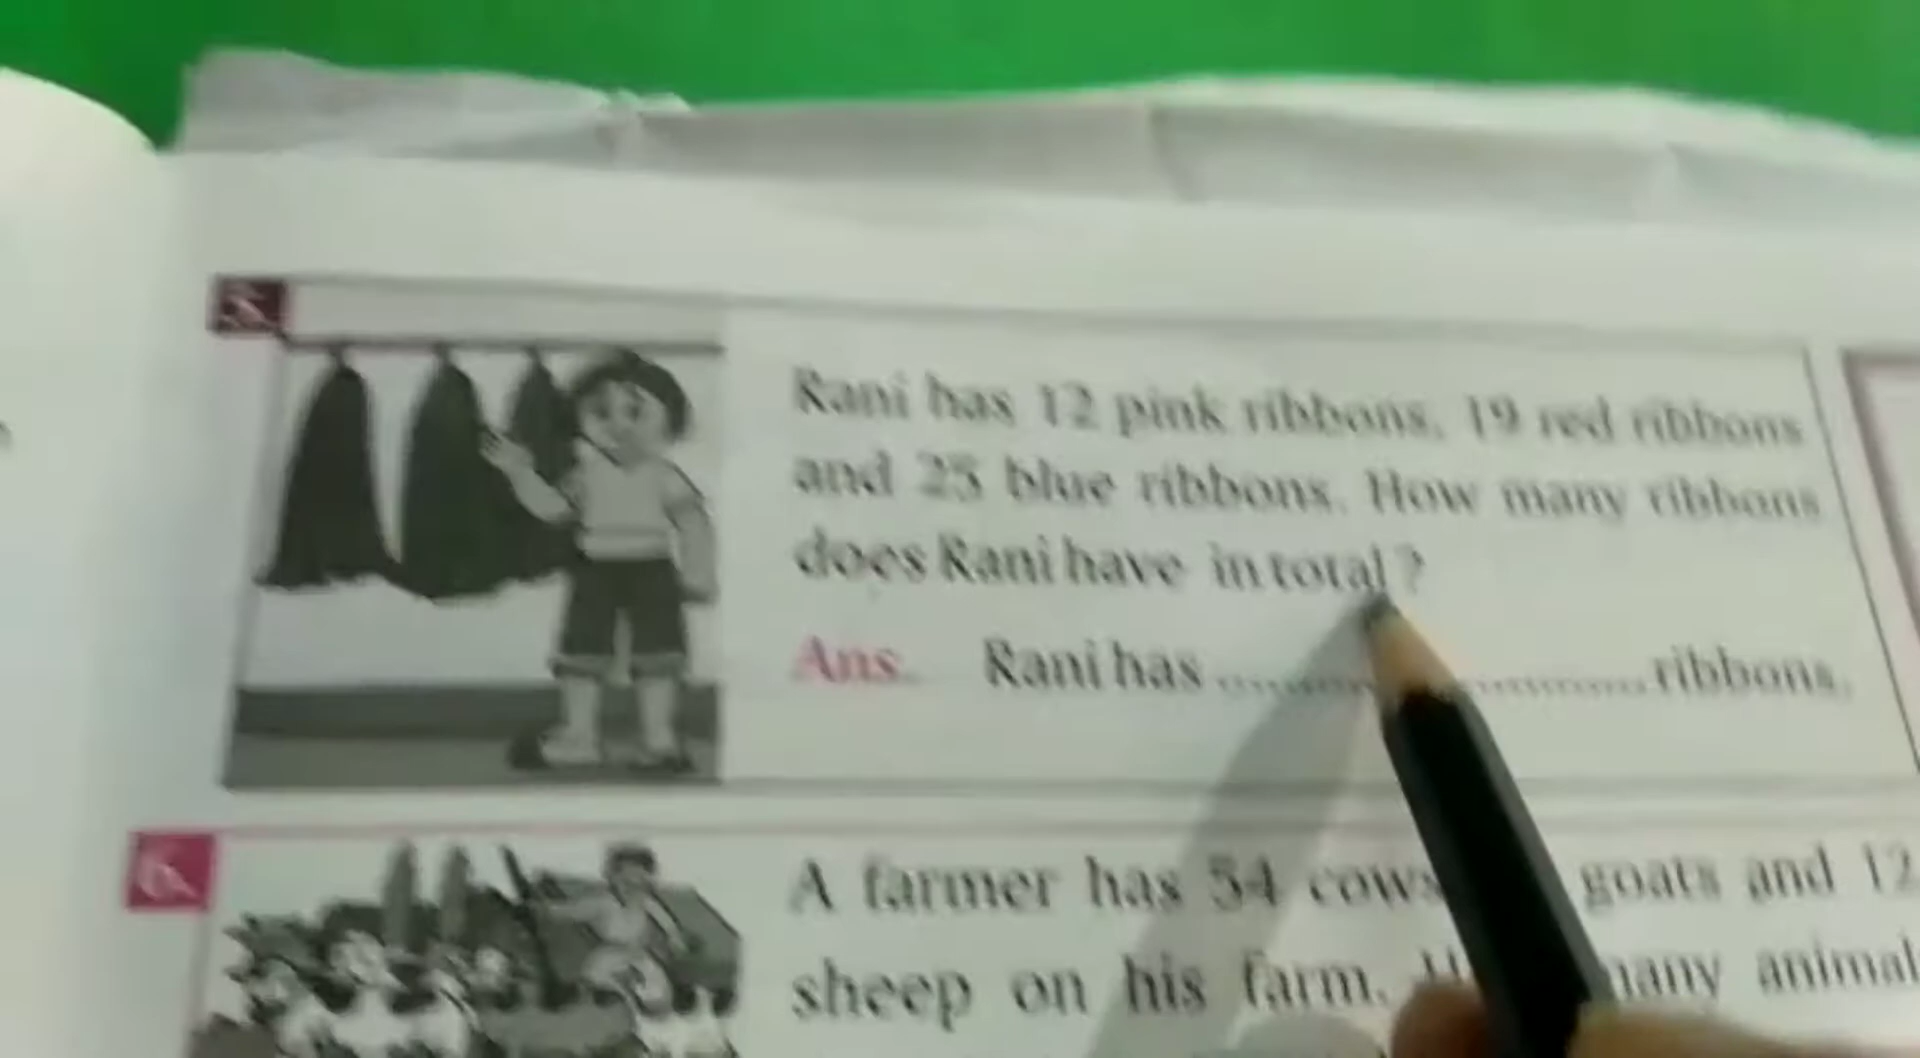 5.
Rani has 12 pink ribbons, 19 red ribbons
and 25 blue ribbons. How many ribbons
does Rani have in total ?
Ans. Rani has ........................ ribbons.
6.
A farmer has 54 cows goats and 12
sheep on his farm. many animal